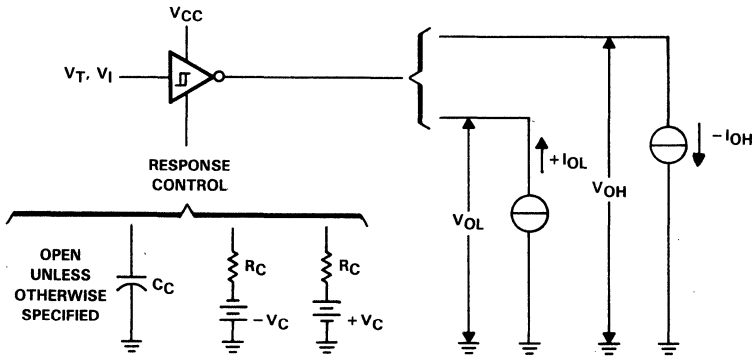 VCC
VT, VI
RESPONSE
CONTROL
OPEN
UNLESS
OTHERWISE
SPECIFIED
CC
RC
− VC
RC
+ VC
VOL
+IOL
VOH
−IOH